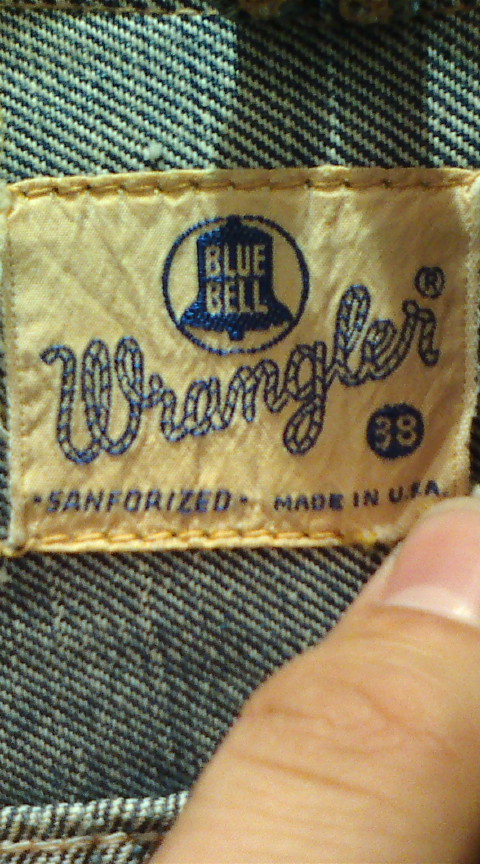 BLUE
BELL
Wrangler®
38
•SANFORIZED• MADE IN U.S.A.